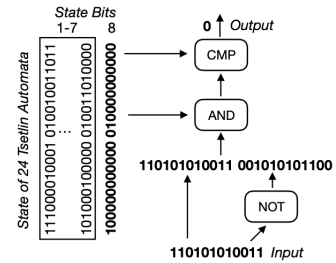 State Bits
1-7 8
0 Output
CMP
AND
State of 24 Tsetlin Automata
111000010001 010010011011
...
101000100000 010011010000
100000000000 010000000000
110101010011 001010101100
NOT
110101010011 Input